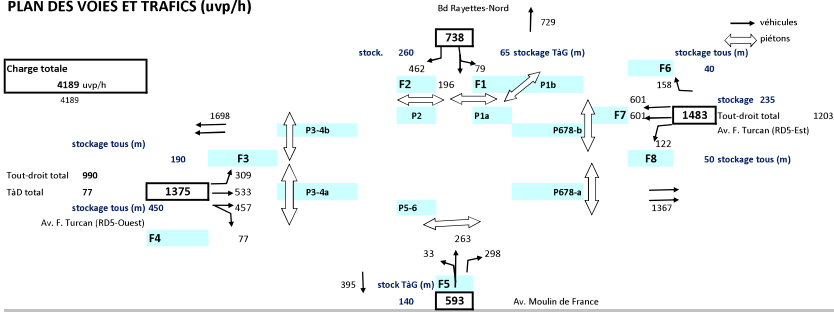 PLAN DES VOIES ET TRAFICS (uvp/h)
Bd Rayettes-Nord
729
véhicules
piétons
738
stock. 260
65 stockage TàG (m)
stockage tous (m)
Charge totale
4189 uvp/h
4189
462
79
F6
40
F2
196
F1
P1b
158
stockage 235
P2
P1a
601
F7
601
1483
Tout-droit total 1203
1698
P3-4b
P678-b
Av. F. Turcan (RD5-Est)
stockage tous (m)
122
190
F3
F8
50 stockage tous (m)
Tout-droit total 990
309
TàD total 77
1375
533
P3-4a
P678-a
stockage tous (m) 450
457
P5-6
1367
Av. F. Turcan (RD5-Ouest)
F4
77
263
33
298
395
stock TàG (m)
F5
140
593
Av. Moulin de France